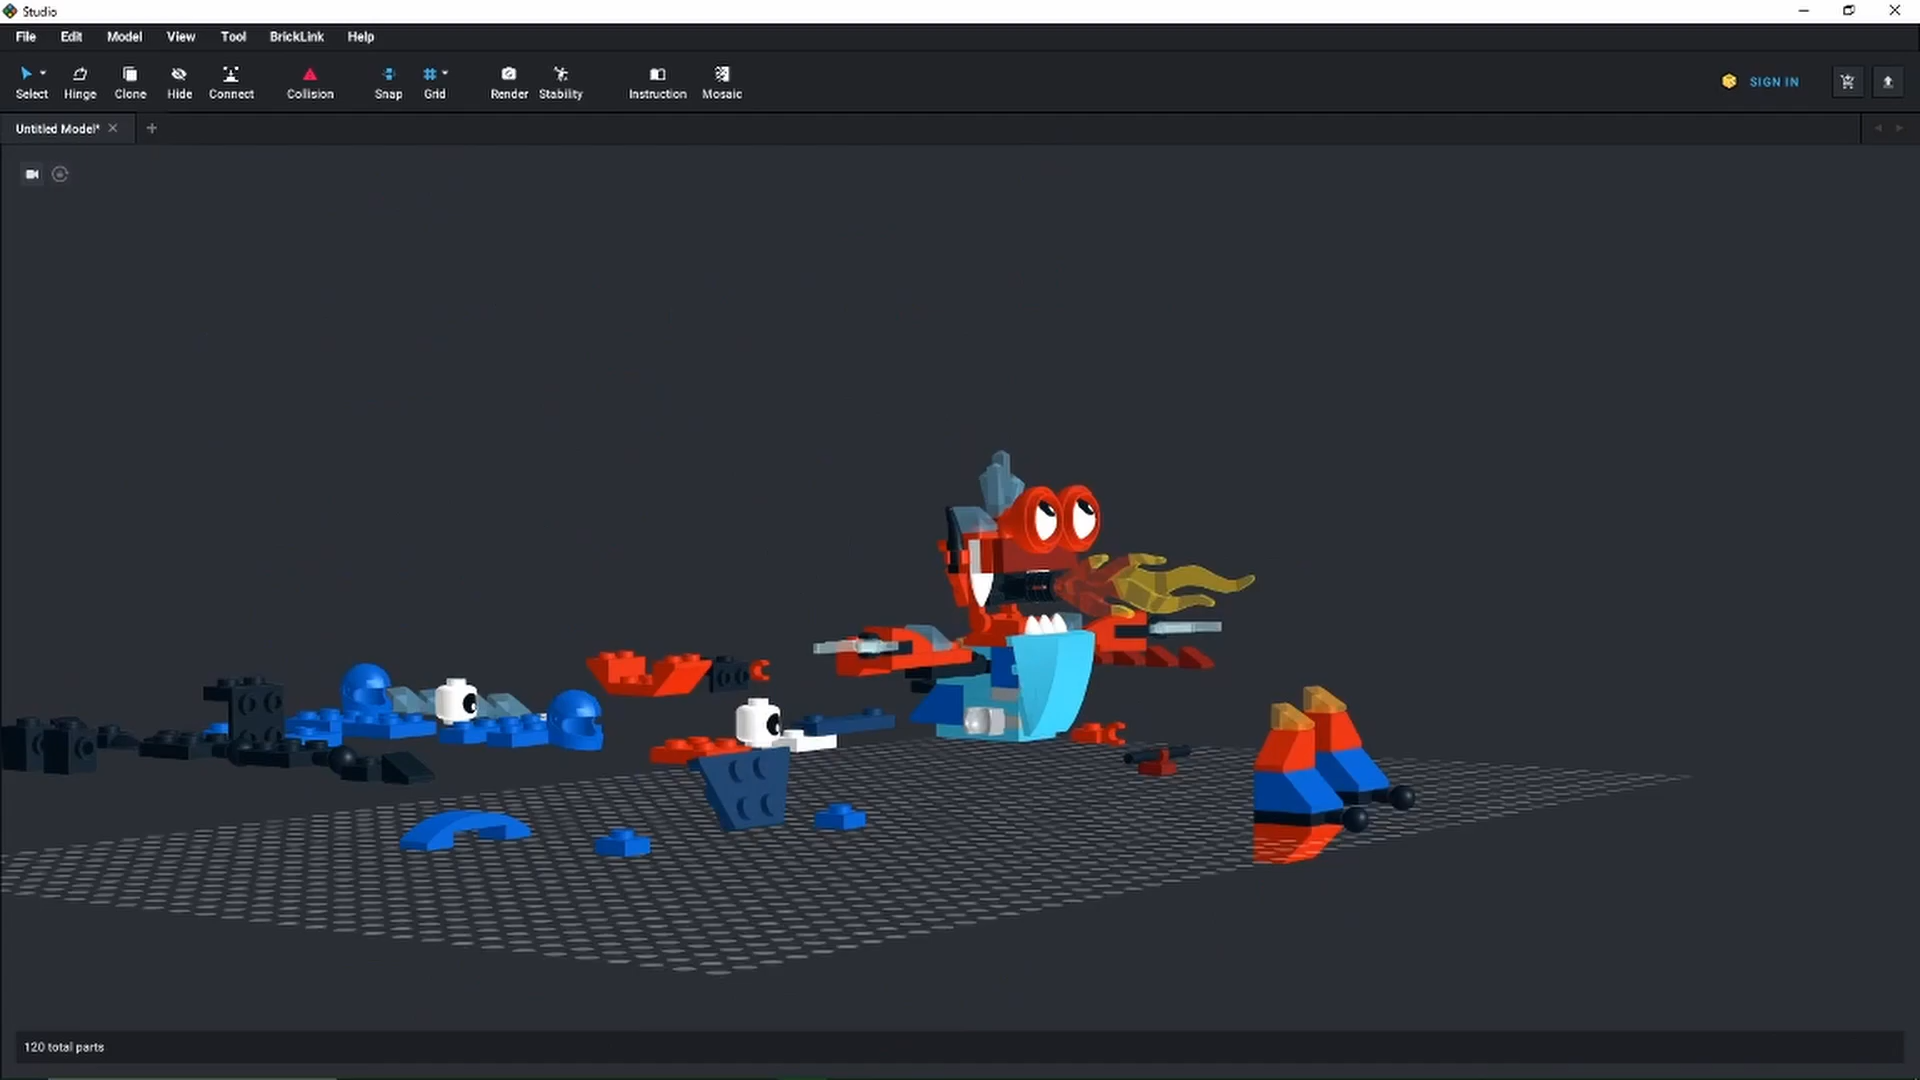 Studio
File Edit Model View Tool BrickLink Help
Select Hinge Clone Hide Connect Collision Snap Grid Render Stability Instruction Mosaic SIGN IN
Untitled Model*
120 total parts